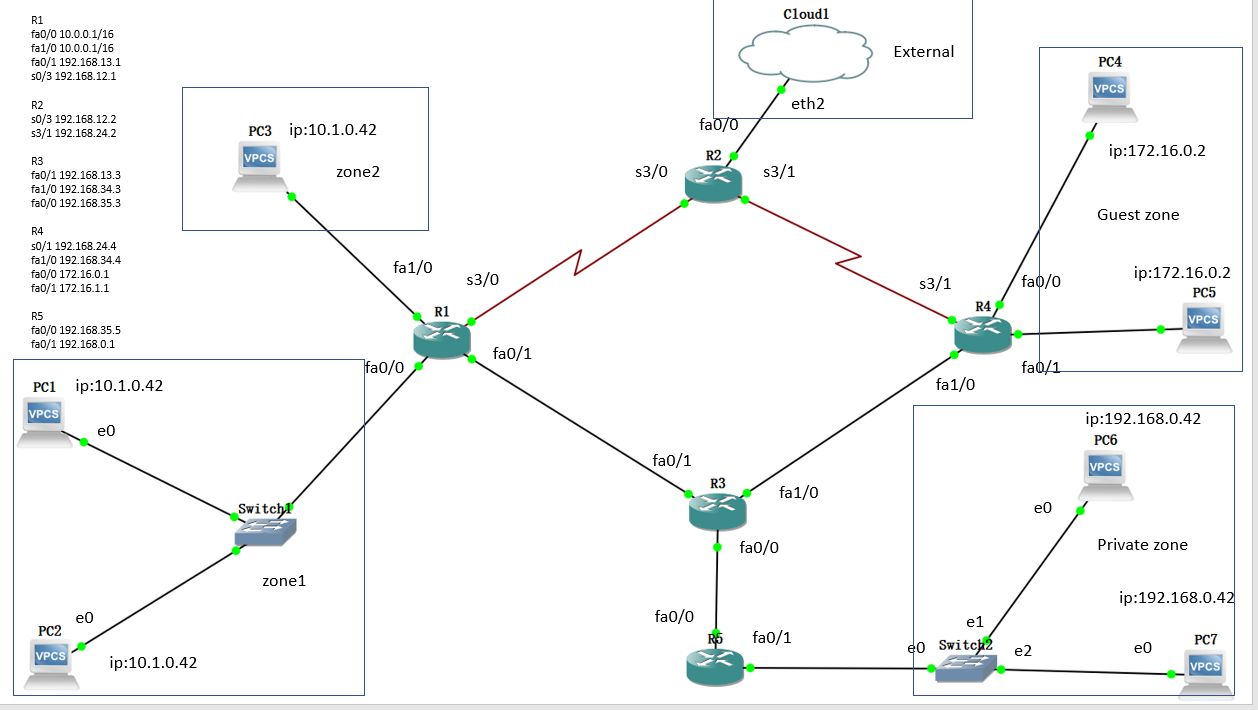 R1
fa0/0 10.0.0.1/16
fa1/0 10.0.0.1/16
fa0/1 192.168.13.1
s0/3 192.168.12.1
R2
s0/3 192.168.12.2
s3/1 192.168.24.2
R3
fa0/1 192.168.13.3
fa1/0 192.168.34.3
fa0/0 192.168.35.3
R4
s0/1 192.168.24.4
fa1/0 192.168.34.4
fa0/0 172.16.0.1
fa0/1 172.16.1.1
R5
fa0/0 192.168.35.5
fa0/1 192.168.0.1
Cloud1
External
eth2
fa0/0
R2
s3/0
s3/1
PC3
ip:10.1.0.42
VPCS
zone2
fa1/0
s3/0
R1
fa0/0
fa0/1
PC4
VPCS
ip:172.16.0.2
Guest zone
ip:172.16.0.2
PC5
VPCS
fa0/0
s3/1
R4
fa0/1
fa1/0
PC1
ip:10.1.0.42
VPCS
e0
Switch1
zone1
e0
PC2
VPCS
ip:10.1.0.42
fa0/1
R3
fa1/0
fa0/0
fa0/0
R5
fa0/1
ip:192.168.0.42
PC6
VPCS
e0
Private zone
ip:192.168.0.42
e1
e0
Switch2
e2
e0
PC7
VPCS